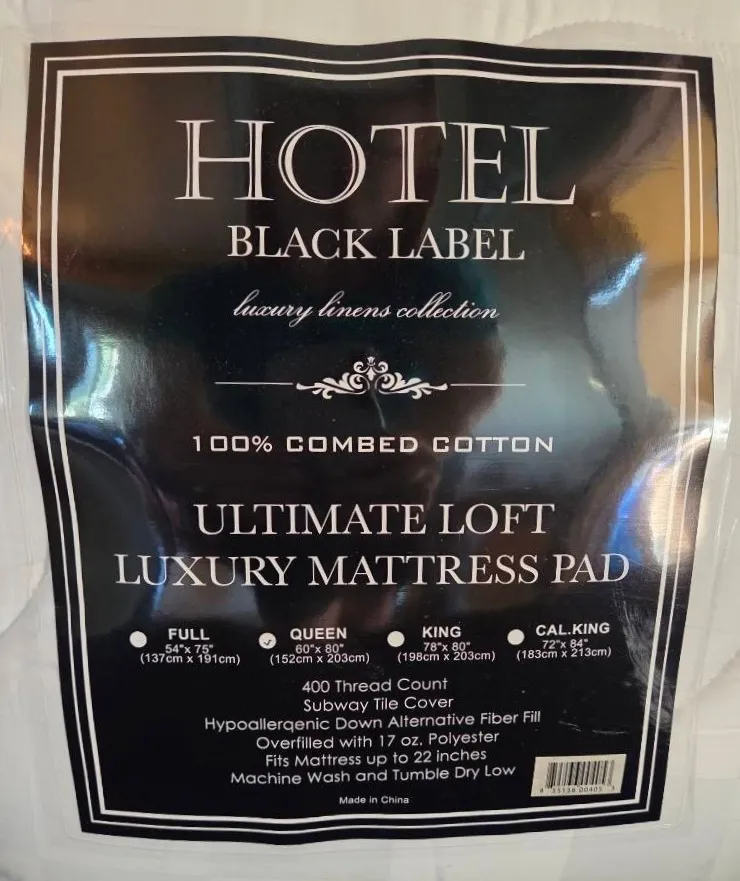 HOTEL
BLACK LABEL
luxury linens collection
100% COMBED COTTON
ULTIMATE LOFT
LUXURY MATTRESS PAD
FULL QUEEN KING CAL.KING
54"x 75" 60"x 80" 78"x 80" 72"x 84"
(137cm x 191cm) (152cm x 203cm) (198cm x 203cm) (183cm x 213cm)
400 Thread Count
Subway Tile Cover
Hypoallergenic Down Alternative Fiber Fill
Overfilled with 17 oz. Polyester
Fits Mattress up to 22 inches
Machine Wash and Tumble Dry Low
Made in China